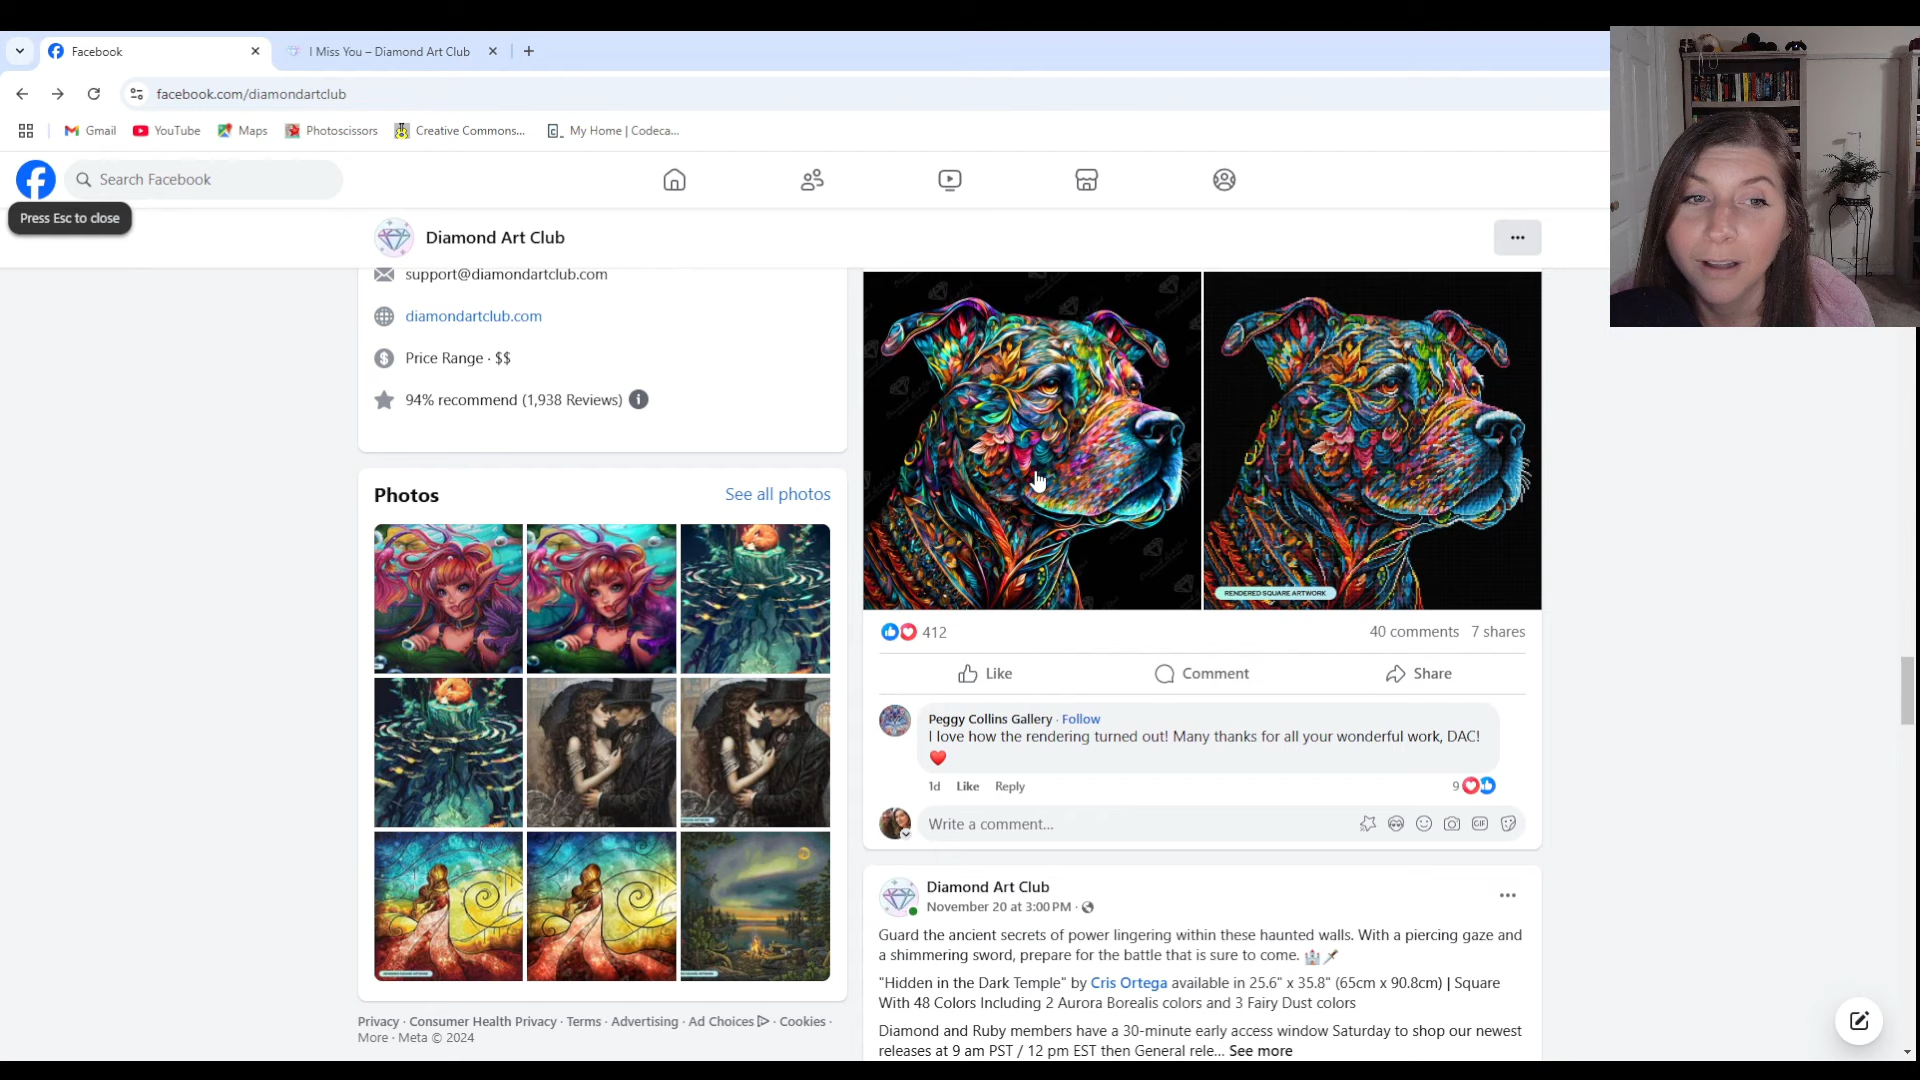 Facebook
I Miss You – Diamond Art Club
facebook.com/diamondartclub
Gmail
YouTube
Maps
Photoscissors
Creative Commons...
My Home | Codeca...
Search Facebook
Press Esc to close
Diamond Art Club
support@diamondartclub.com
diamondartclub.com
Price Range · $$
94% recommend (1,938 Reviews)
Photos
See all photos
Privacy · Consumer Health Privacy · Terms · Advertising · Ad Choices · Cookies ·
More · Meta © 2024
RENDERED SQUARE ARTWORK
412
40 comments 7 shares
Like
Comment
Share
Peggy Collins Gallery · Follow
I love how the rendering turned out! Many thanks for all your wonderful work, DAC!
1d Like Reply
9
Write a comment...
GIF
Diamond Art Club
November 20 at 3:00 PM ·
Guard the ancient secrets of power lingering within these haunted walls. With a piercing gaze and
a shimmering sword, prepare for the battle that is sure to come.
"Hidden in the Dark Temple" by Cris Ortega available in 25.6" x 35.8" (65cm x 90.8cm) | Square
With 48 Colors Including 2 Aurora Borealis colors and 3 Fairy Dust colors
Diamond and Ruby members have a 30-minute early access window Saturday to shop our newest
releases at 9 am PST / 12 pm EST then General rele... See more